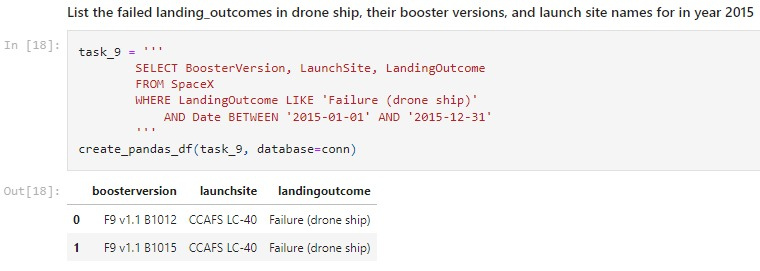 List the failed landing_outcomes in drone ship, their booster versions, and launch site names for in year 2015
In [18]:
task_9 = '''
SELECT BoosterVersion, LaunchSite, LandingOutcome
FROM SpaceX
WHERE LandingOutcome LIKE 'Failure (drone ship)'
AND Date BETWEEN '2015-01-01' AND '2015-12-31'
'''
create_pandas_df(task_9, database=conn)
Out[18]:
boosterversion launchsite landingoutcome
0 F9 v1.1 B1012 CCAFS LC-40 Failure (drone ship)
1 F9 v1.1 B1015 CCAFS LC-40 Failure (drone ship)